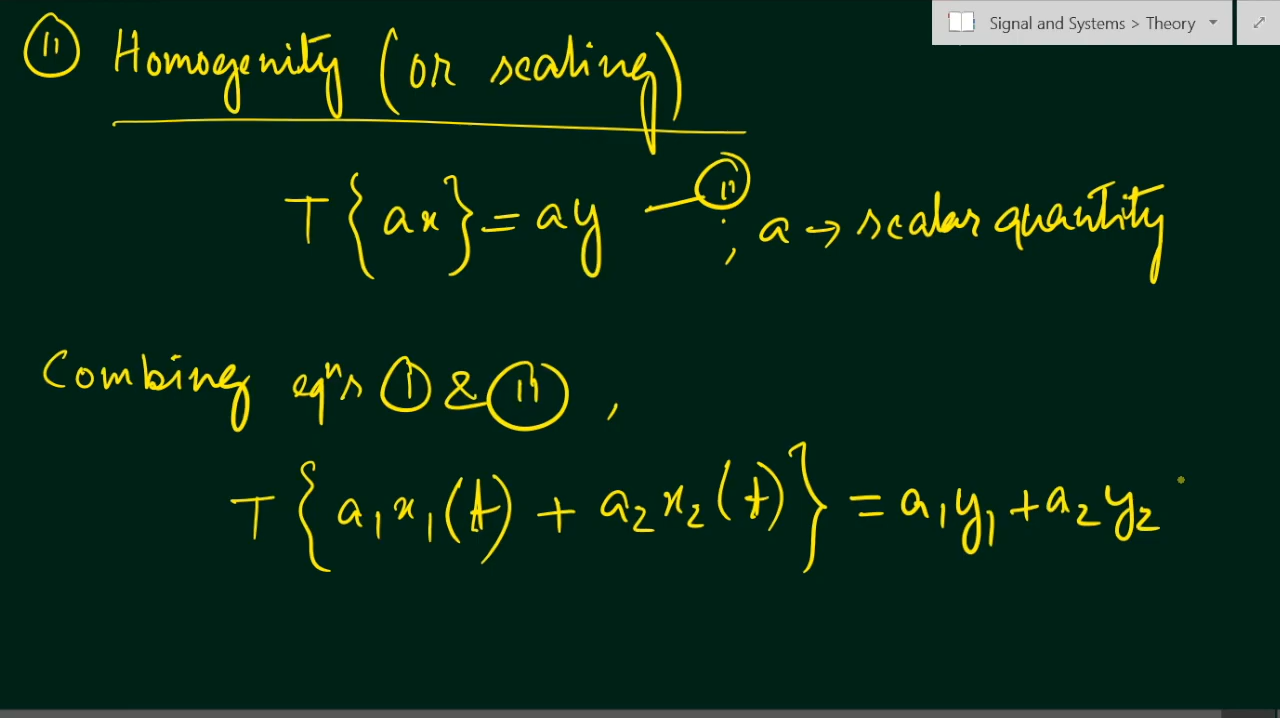 Signal and Systems > Theory
(ii) Homogenity (or scaling)
T{ax} = ay — (ii) ; a → scalar quantity
Combining eqⁿs (i) & (ii),
T{a₁x₁(t) + a₂x₂(t)} = a₁y₁ + a₂y₂